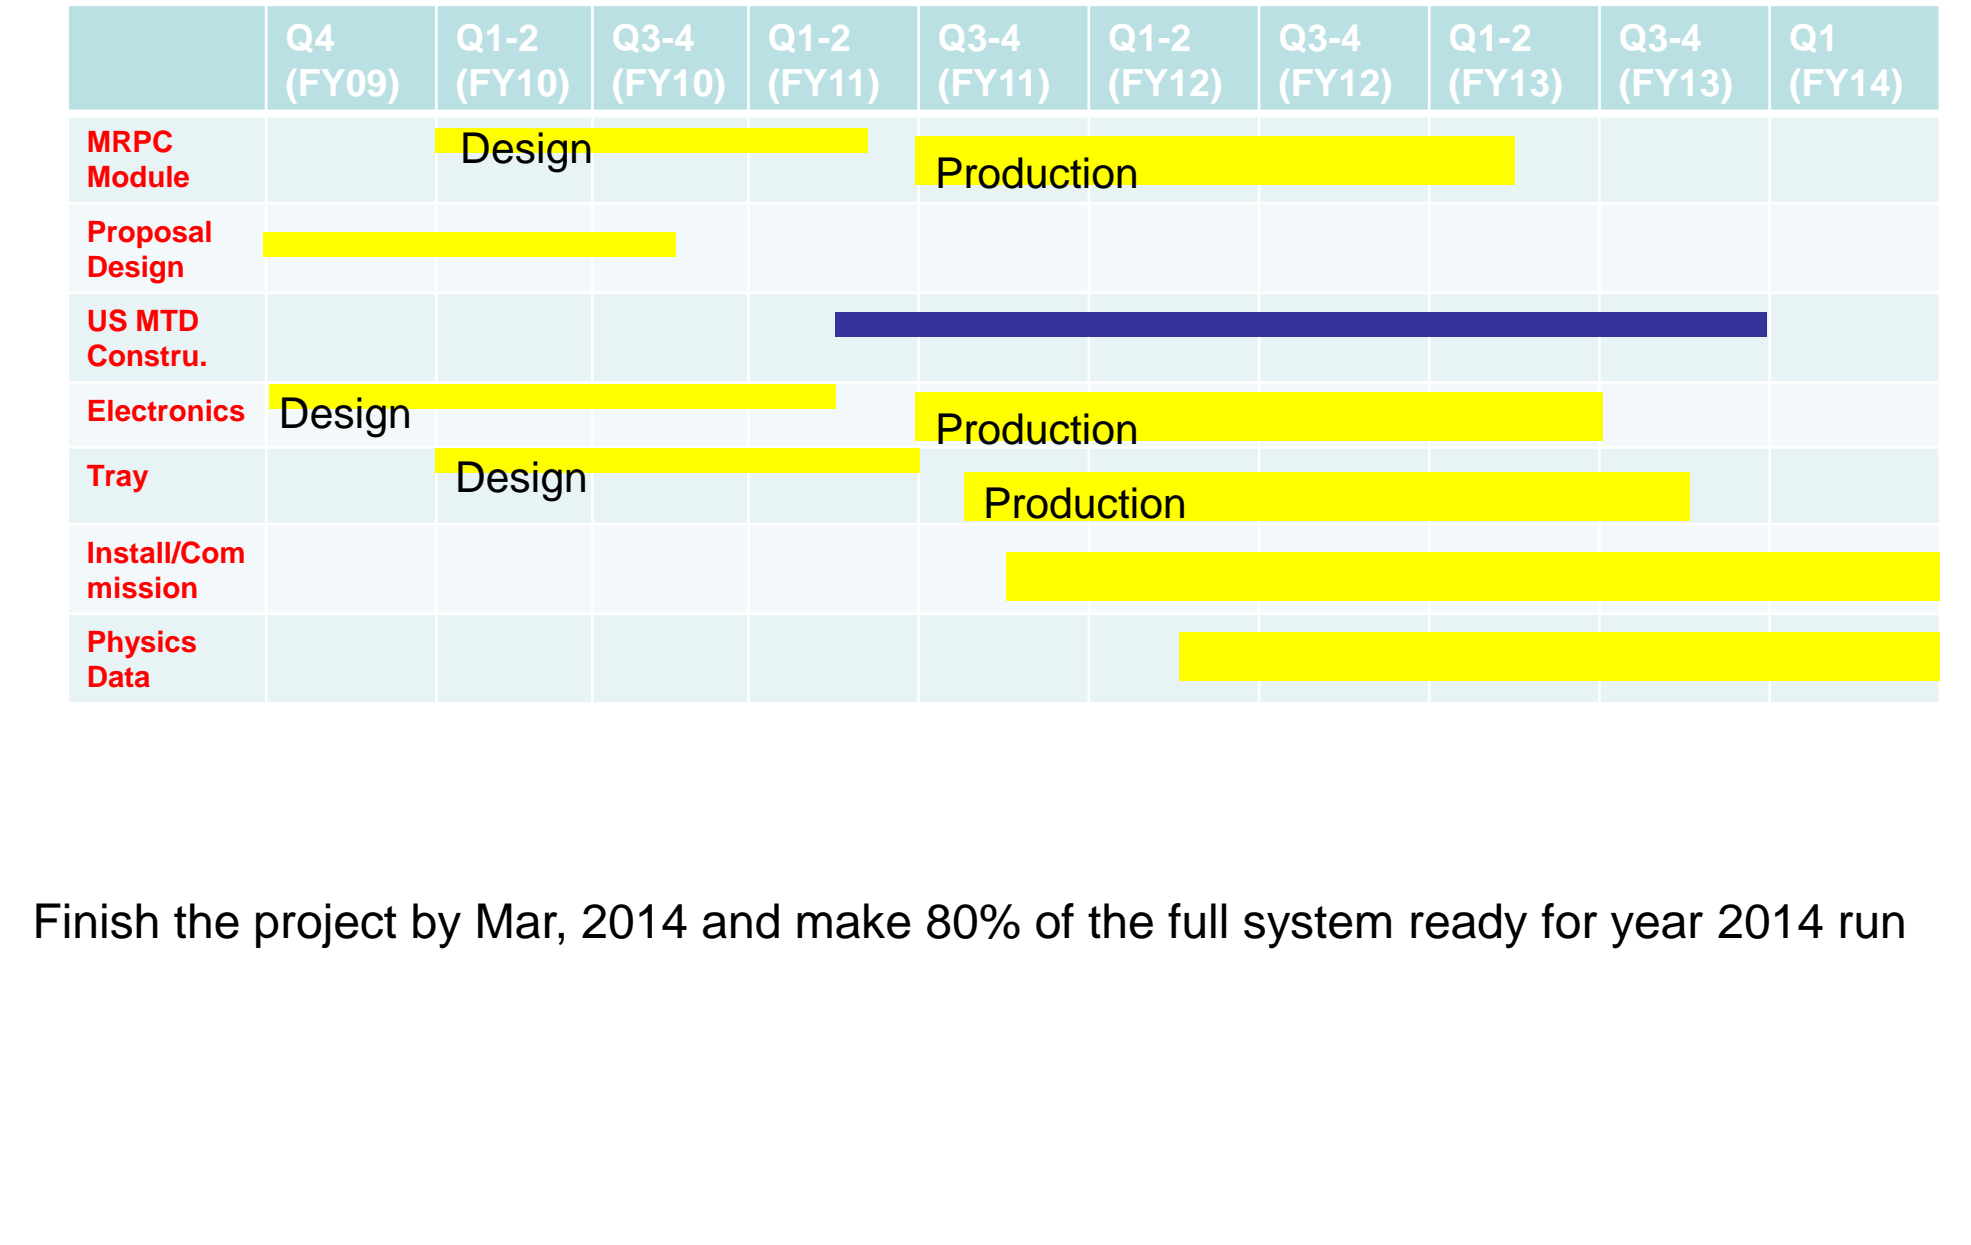 Q4 Q1-2 Q3-4 Q1-2 Q3-4 Q1-2 Q3-4 Q1-2 Q3-4 Q1
(FY09) (FY10) (FY10) (FY11) (FY11) (FY12) (FY12) (FY13) (FY13) (FY14)
MRPC
Module
Design
Production
Proposal
Design
US MTD
Constru.
Electronics
Design
Production
Tray
Design
Production
Install/Com
mission
Physics
Data
Finish the project by Mar, 2014 and make 80% of the full system ready for year 2014 run